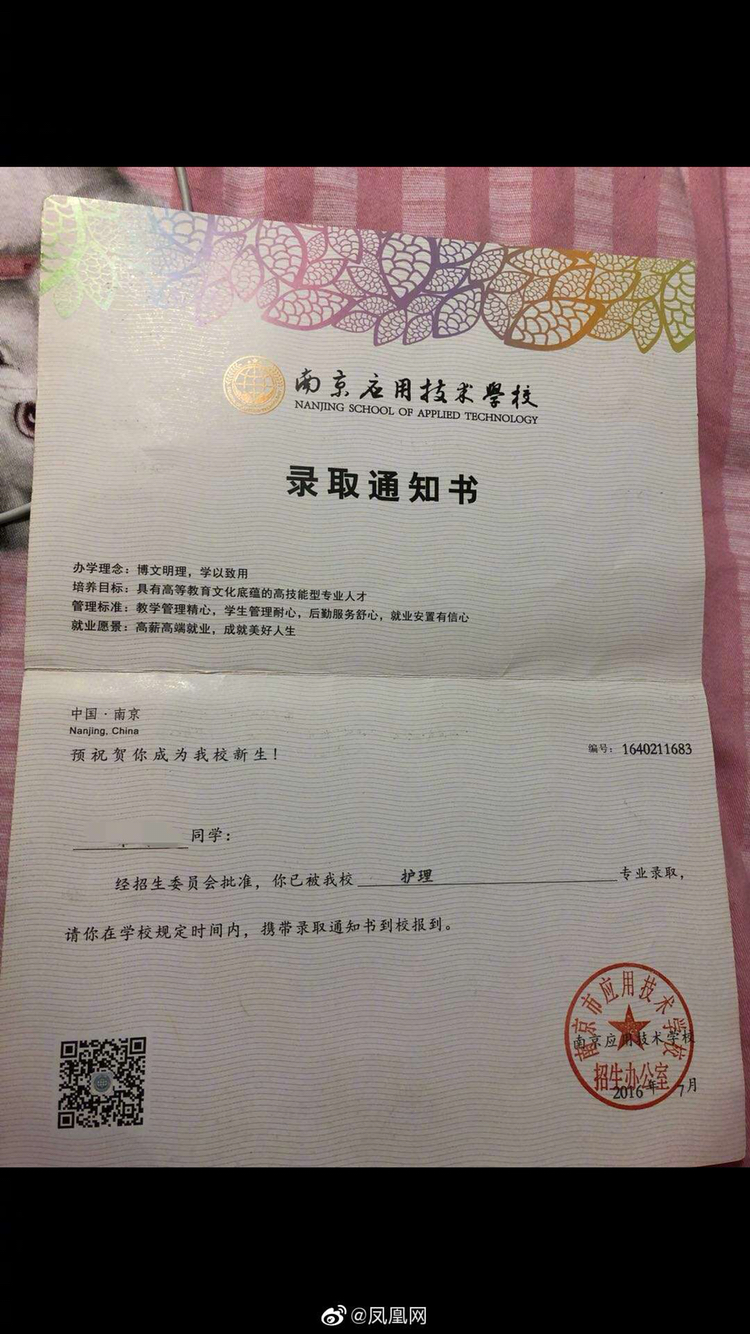 南京应用技术學校
NANJING SCHOOL OF APPLIED TECHNOLOGY
录取通知书
办学理念：博文明理，学以致用
培养目标：具有高等教育文化底蕴的高技能型专业人才
管理标准：教学管理精心，学生管理耐心，后勤服务舒心，就业安置有信心
就业愿景：高薪高端就业，成就美好人生
中国·南京
Nanjing, China
预祝贺你成为我校新生！
编号：1640211683
同学：
经招生委员会批准，你已被我校 护理 专业录取，
请你在学校规定时间内，携带录取通知书到校报到。
南京市应用技术学校
招生办公室
南京应用技术学校
2016年 7月
@凤凰网